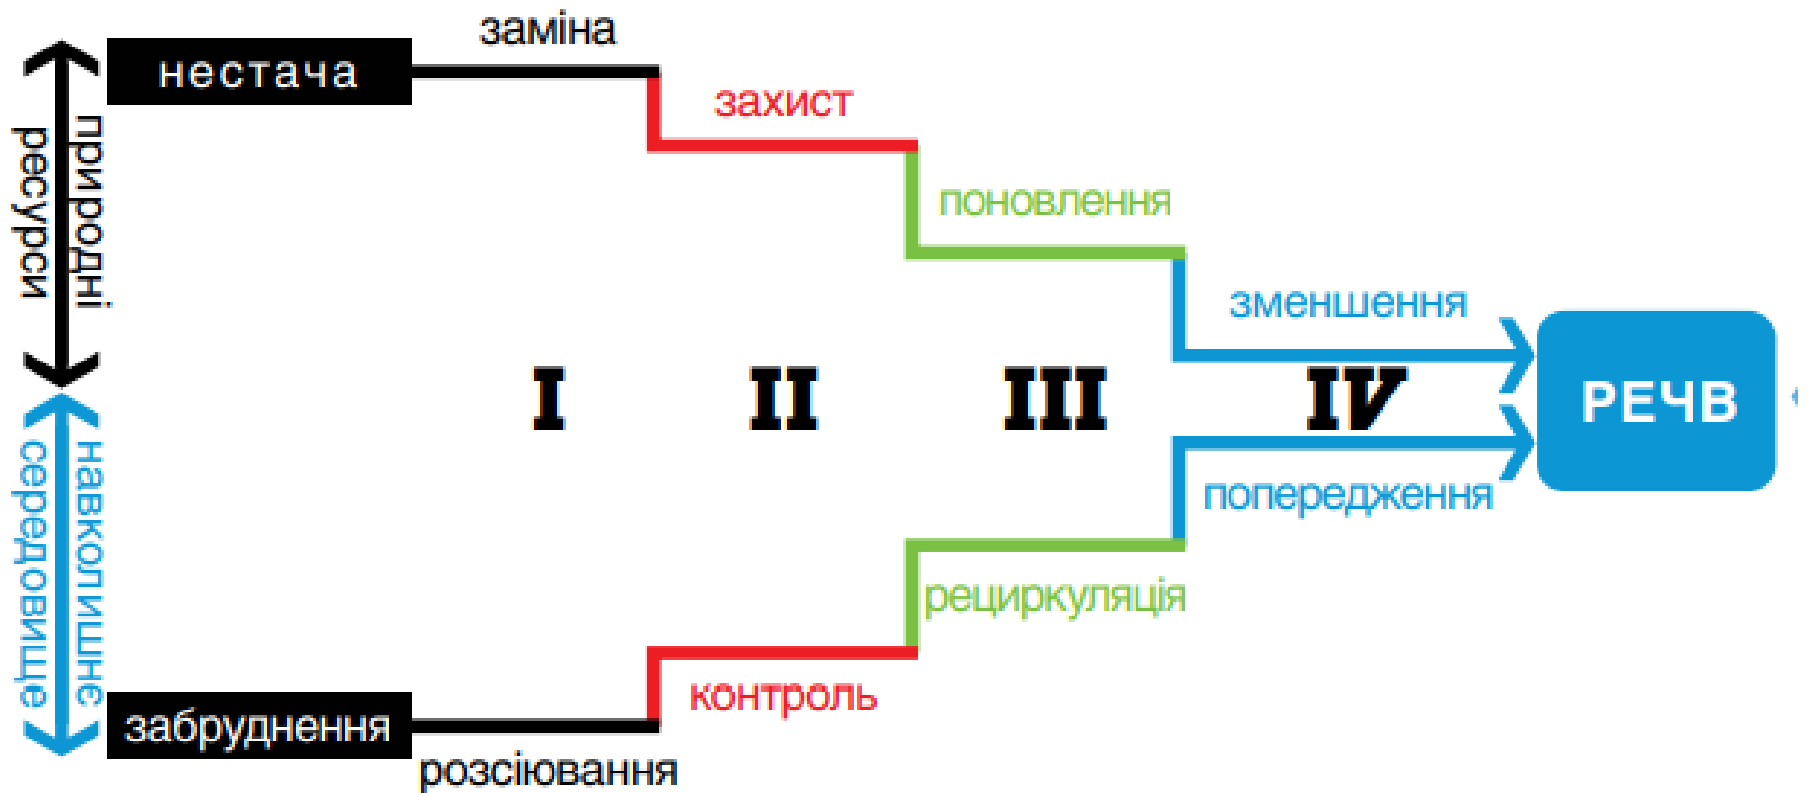 заміна
нестача
захист
природні
ресурси
поновлення
зменшення
I II III IV
РЕЧВ
навколишнє
середовище
попередження
рециркуляція
контроль
забруднення
розсіювання